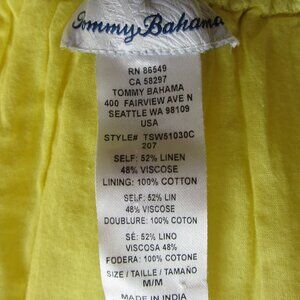 Tommy Bahama
RN 86549
CA 58297
TOMMY BAHAMA
400 FAIRVIEW AVE N
SEATTLE WA 98109
USA
STYLE# TSW51030C
207
SELF: 52% LINEN
48% VISCOSE
LINING: 100% COTTON
SELF: 52% LIN
48% VISCOSE
DOUBLURE: 100% COTON
SÉ: 52% LINO
VISCOSA 48%
FODERA: 100% COTONE
SIZE / TAILLE / TAMAÑO
M/M
MADE IN INDIA